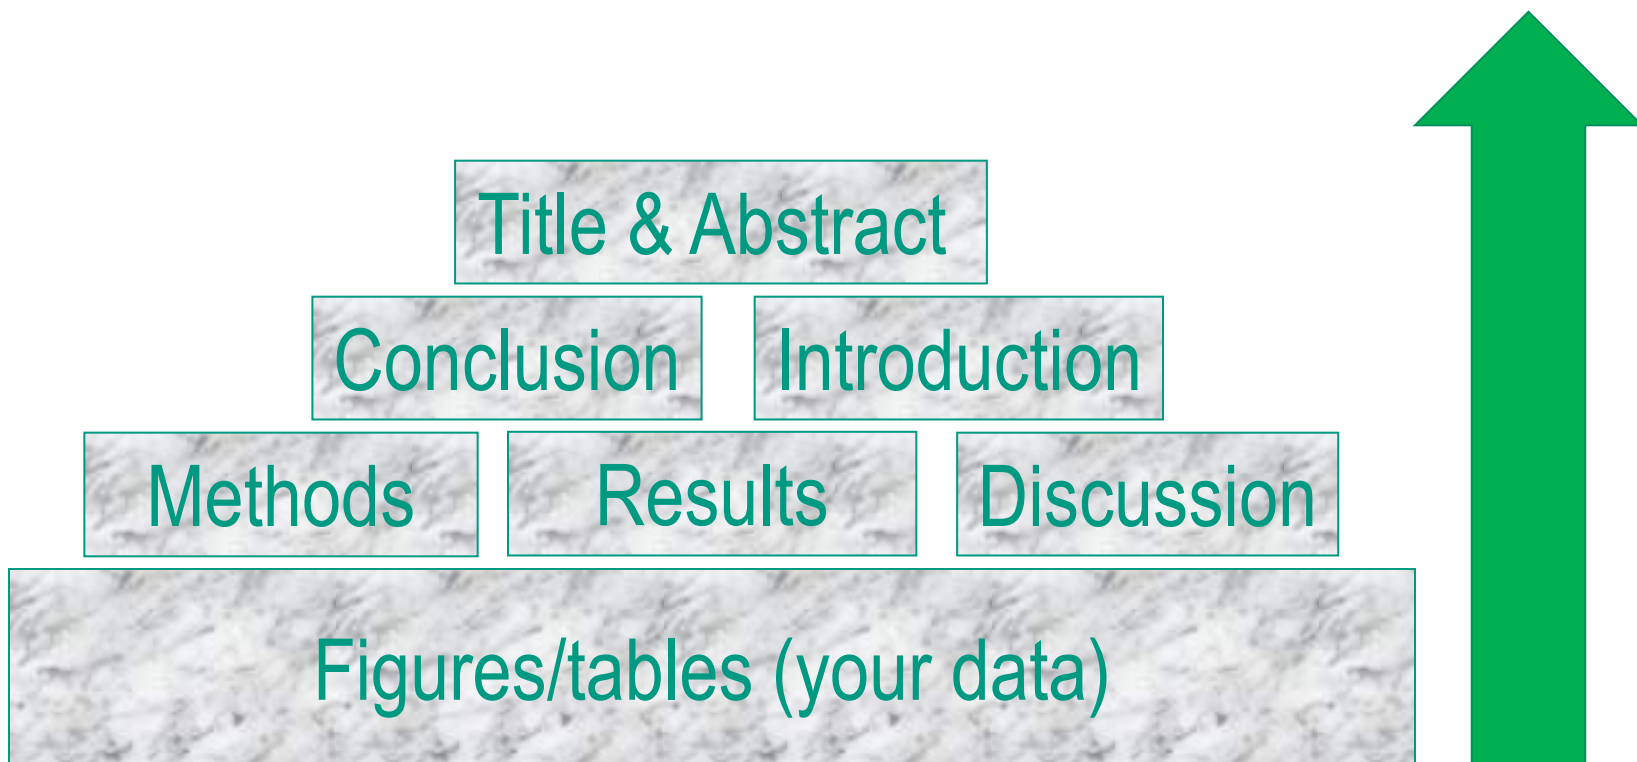 Title & Abstract
Conclusion
Introduction
Methods
Results
Discussion
Figures/tables (your data)